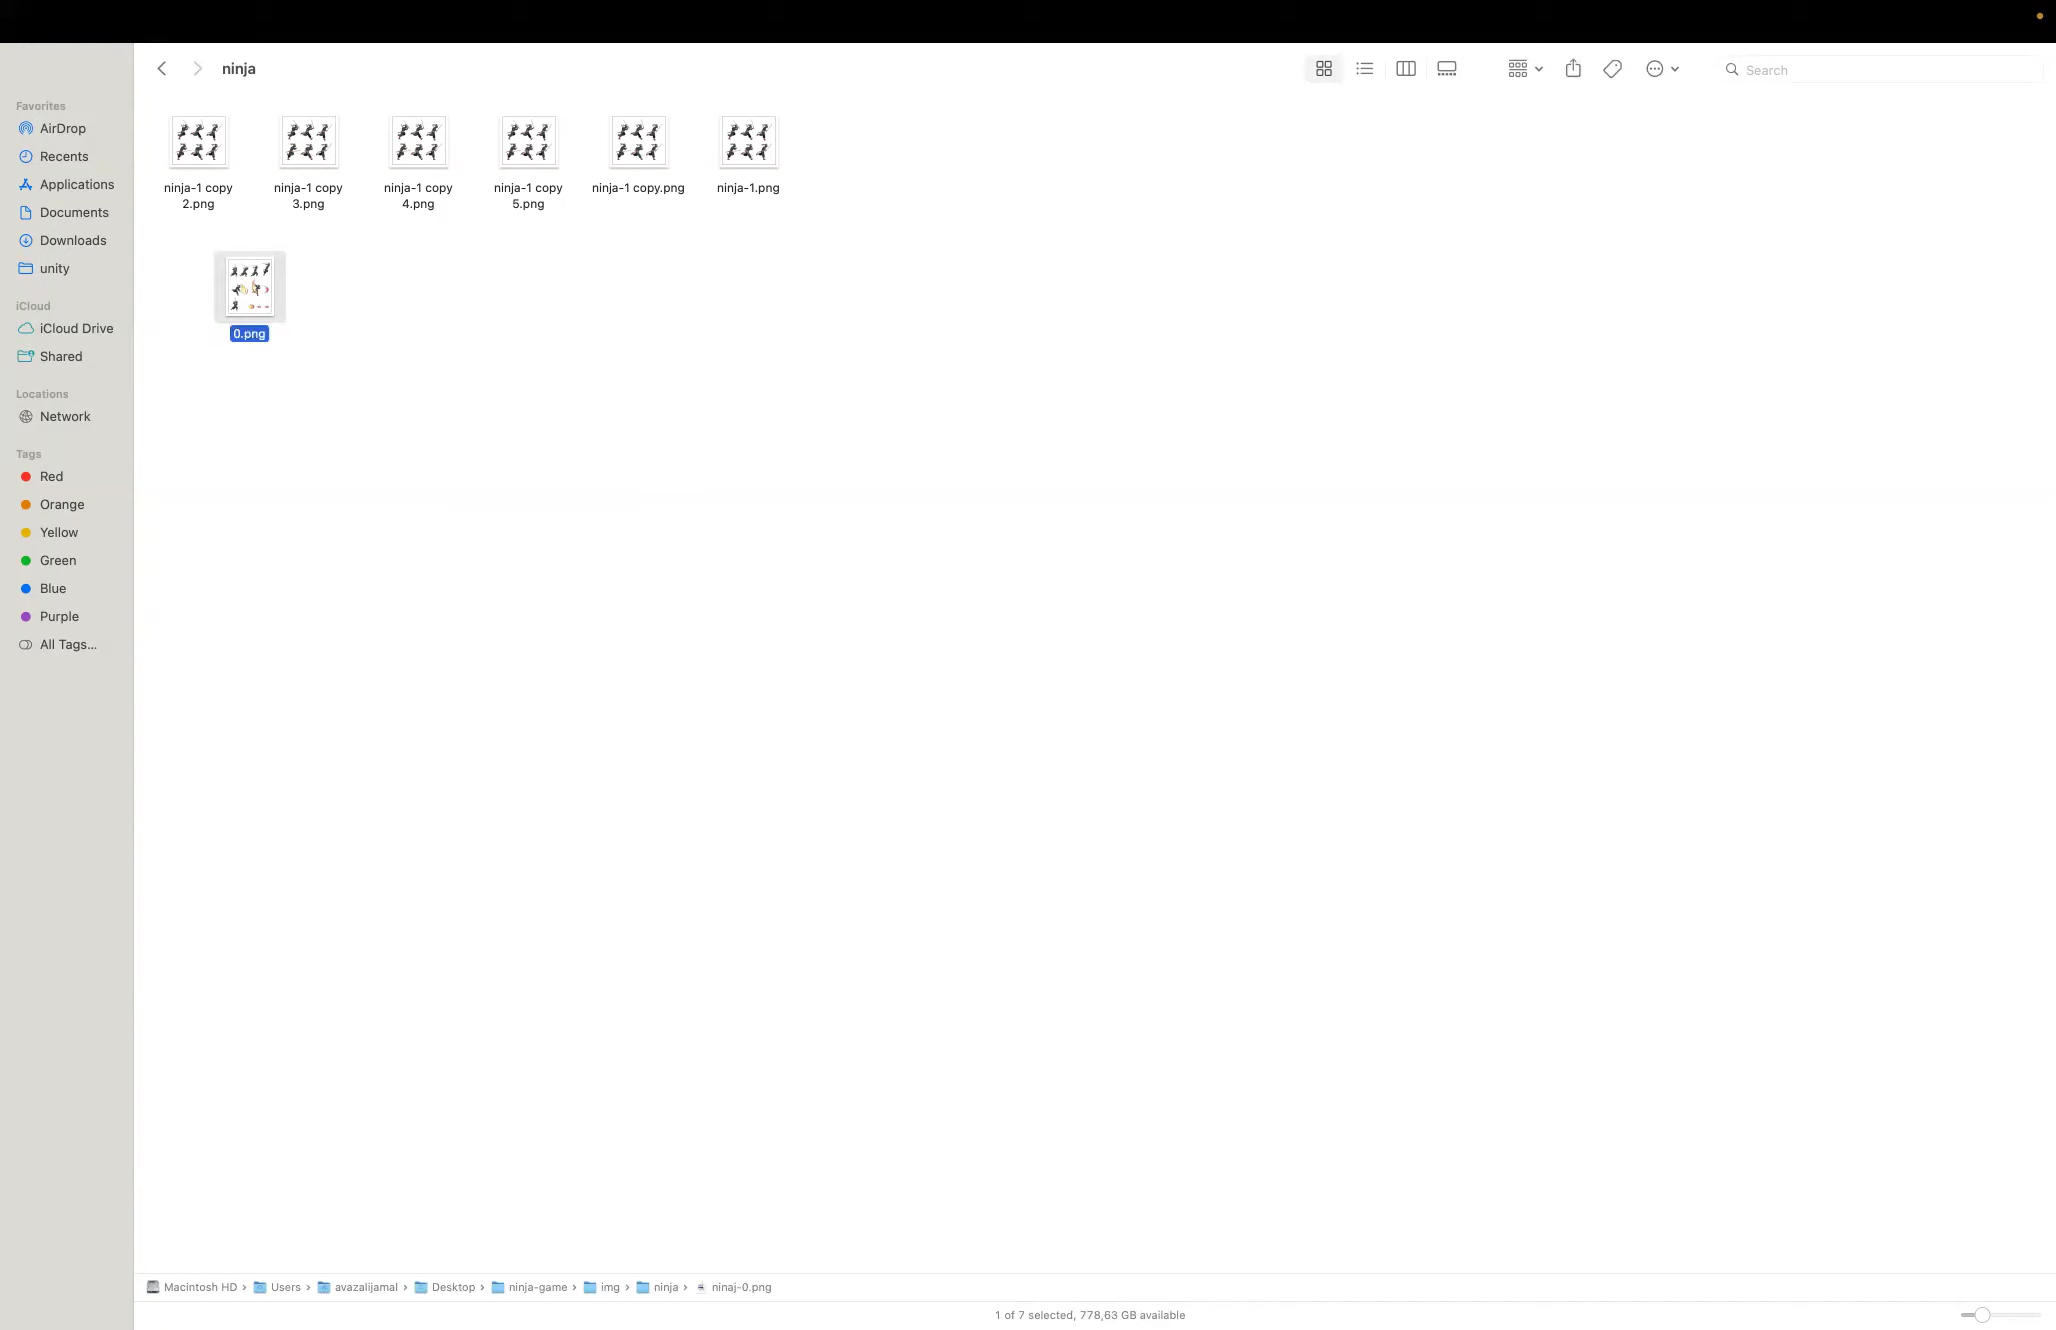 ninja
Search
Favorites
AirDrop
Recents
Applications
Documents
Downloads
unity
iCloud
iCloud Drive
Shared
Locations
Network
Tags
Red
Orange
Yellow
Green
Blue
Purple
All Tags...
ninja-1 copy
2.png
ninja-1 copy
3.png
ninja-1 copy
4.png
ninja-1 copy
5.png
ninja-1 copy.png
ninja-1.png
0.png
Macintosh HD › Users › avazalijamal › Desktop › ninja-game › img › ninja › ninaj-0.png
1 of 7 selected, 778,63 GB available